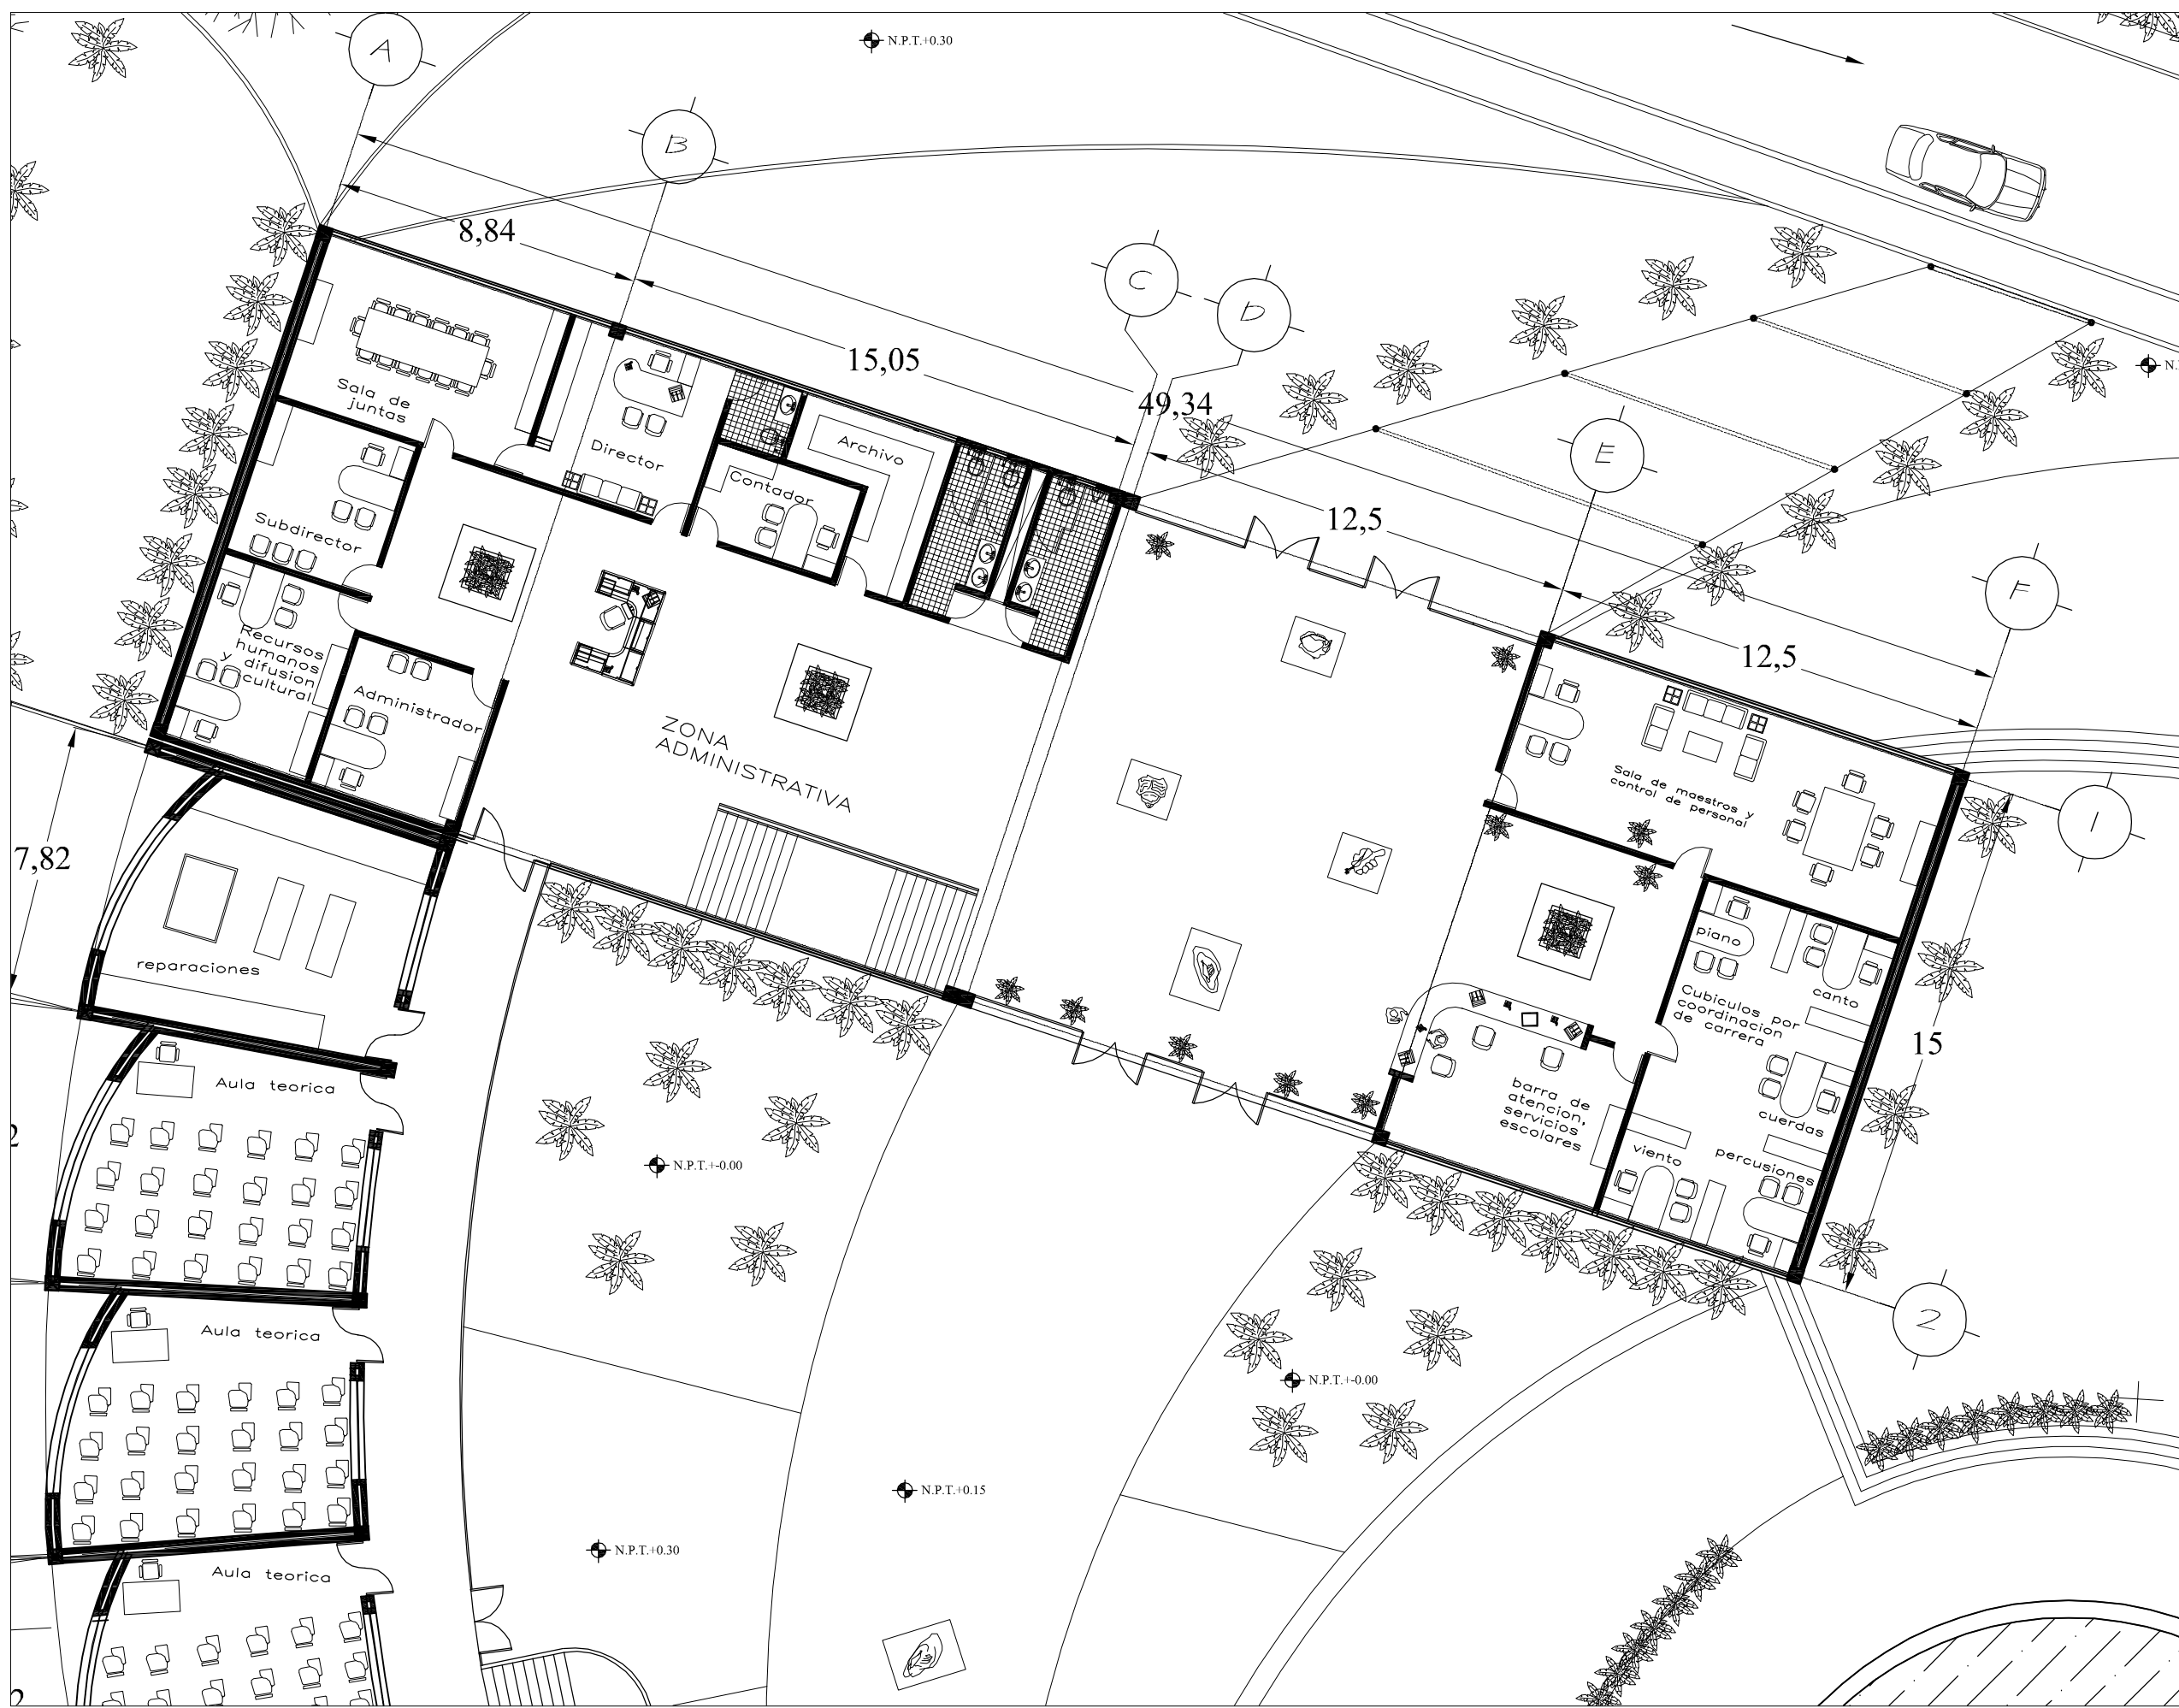 A
N.P.T.+0.30
B
8,84
C
D
15,05
49,34
E
12,5
F
12,5
Sala de
juntas
Director
Archivo
Contador
Subdirector
Recursos
humanos
y difusion
cultural
Administrador
ZONA
ADMINISTRATIVA
Sala de maestros y
control de personal
1
7,82
reparaciones
piano
canto
Cubiculos por
coordinacion
de carrera
15
barra de
atencion,
servicios
escolares
cuerdas
viento
percusiones
Aula teorica
2
N.P.T.+-0.00
2
Aula teorica
N.P.T.+-0.00
N.P.T.+0.15
N.P.T.+0.30
Aula teorica
2